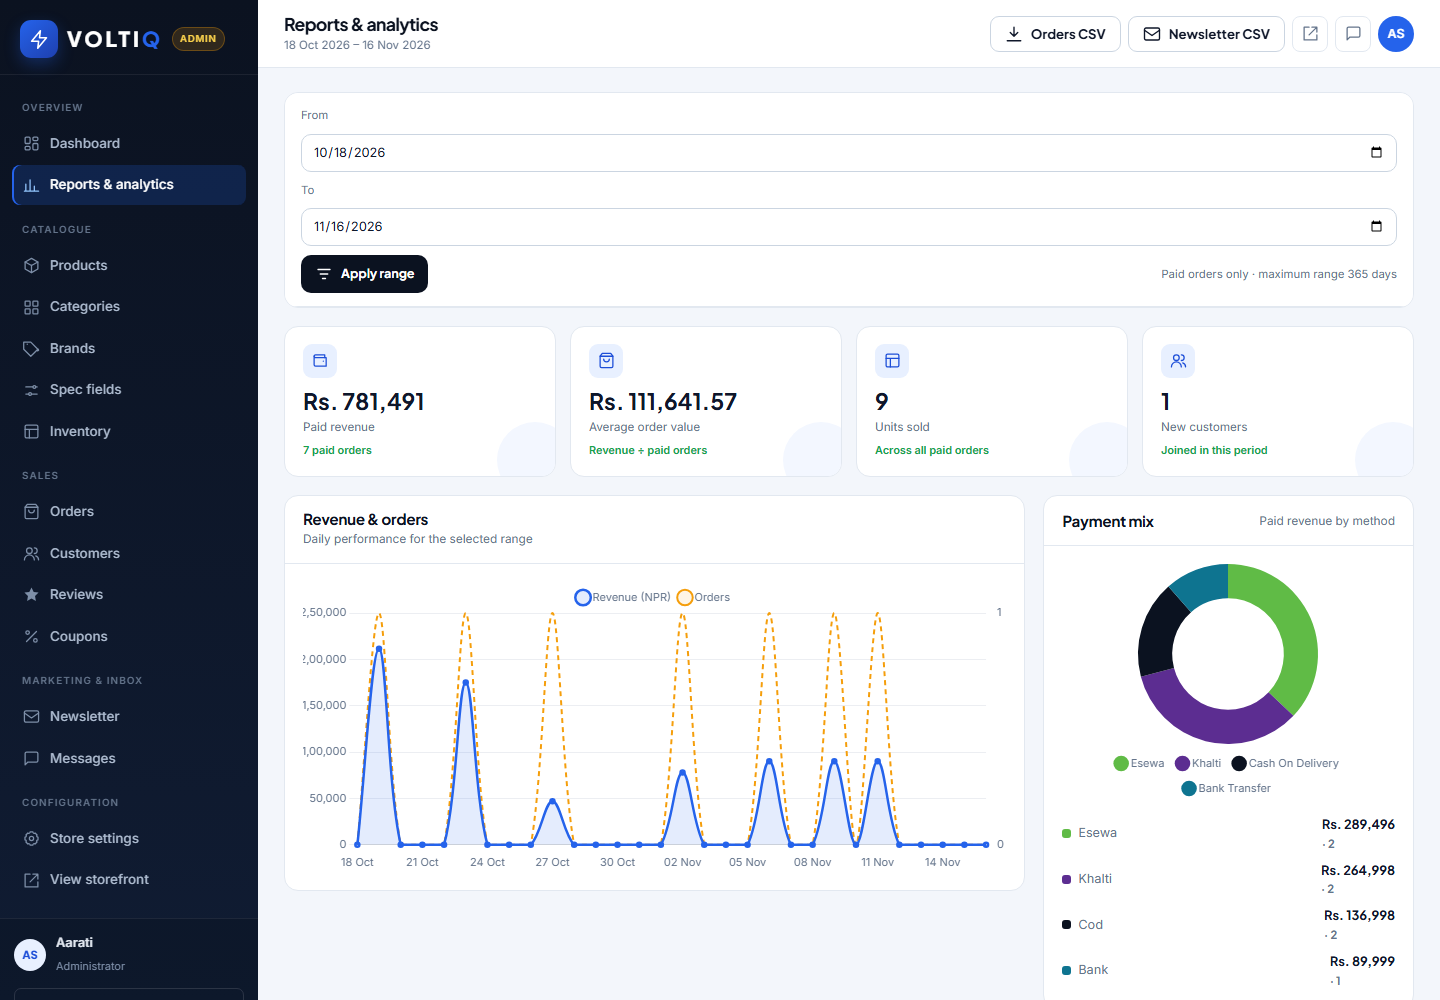 VOLTIQ ADMIN
OVERVIEW
Dashboard
Reports & analytics
CATALOGUE
Products
Categories
Brands
Spec fields
Inventory
SALES
Orders
Customers
Reviews
Coupons
MARKETING & INBOX
Newsletter
Messages
CONFIGURATION
Store settings
View storefront
AS
Aarati
Administrator
Reports & analytics
18 Oct 2026 – 16 Nov 2026
Orders CSV
Newsletter CSV
AS
From
10/18/2026
To
11/16/2026
Apply range
Paid orders only · maximum range 365 days
Rs. 781,491
Paid revenue
7 paid orders
Rs. 111,641.57
Average order value
Revenue ÷ paid orders
9
Units sold
Across all paid orders
1
New customers
Joined in this period
Revenue & orders
Daily performance for the selected range
Revenue (NPR) Orders
2,50,000
2,00,000
1,50,000
1,00,000
50,000
0
1
0
18 Oct 21 Oct 24 Oct 27 Oct 30 Oct 02 Nov 05 Nov 08 Nov 11 Nov 14 Nov
Payment mix
Paid revenue by method
Esewa Khalti Cash On Delivery
Bank Transfer
Esewa Rs. 289,496
· 2
Khalti Rs. 264,998
· 2
Cod Rs. 136,998
· 2
Bank Rs. 89,999
· 1